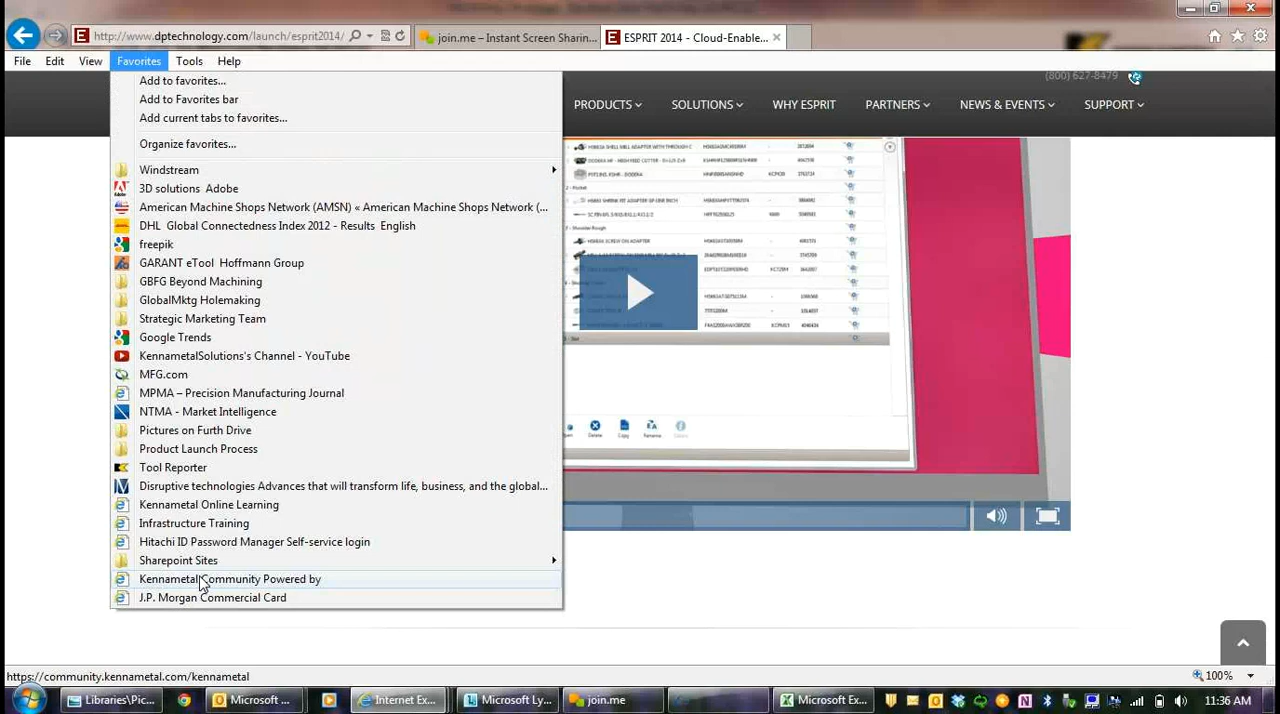 http://www.dptechnology.com/launch/esprit2014/
join.me – Instant Screen Sharin...
ESPRIT 2014 - Cloud-Enable...
File Edit View Favorites Tools Help
(800) 627-8479
PRODUCTS SOLUTIONS WHY ESPRIT PARTNERS NEWS & EVENTS SUPPORT
Add to favorites...
Add to Favorites bar
Add current tabs to favorites...
Organize favorites...
Windstream
3D solutions Adobe
American Machine Shops Network (AMSN) « American Machine Shops Network (...
DHL Global Connectedness Index 2012 - Results English
freepik
GARANT eTool Hoffmann Group
GBFG Beyond Machining
GlobalMktg Holemaking
Strategic Marketing Team
Google Trends
KennametalSolutions's Channel - YouTube
MFG.com
MPMA – Precision Manufacturing Journal
NTMA - Market Intelligence
Pictures on Furth Drive
Product Launch Process
Tool Reporter
Disruptive technologies Advances that will transform life, business, and the global...
Kennametal Online Learning
Infrastructure Training
Hitachi ID Password Manager Self-service login
Sharepoint Sites
Kennametal Community Powered by
J.P. Morgan Commercial Card
Delete Copy Rename
https://community.kennametal.com/kennametal
100%
Libraries\Pic...
Microsoft ...
Internet Ex...
Microsoft Ly...
join.me
Microsoft Ex...
11:36 AM